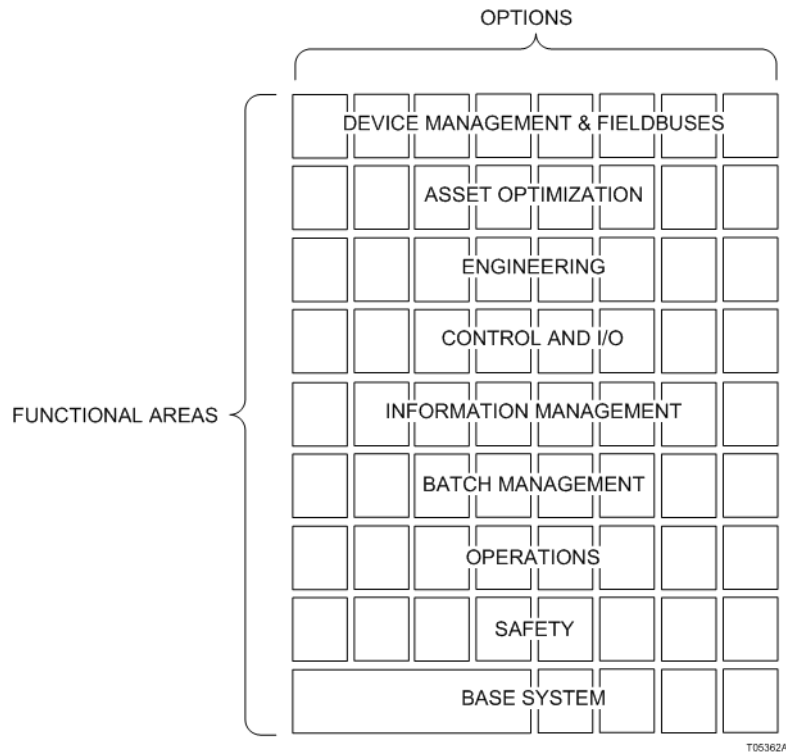 OPTIONS
DEVICE MANAGEMENT & FIELDBUSES
ASSET OPTIMIZATION
ENGINEERING
CONTROL AND I/O
FUNCTIONAL AREAS
INFORMATION MANAGEMENT
BATCH MANAGEMENT
OPERATIONS
SAFETY
BASE SYSTEM
T05362A